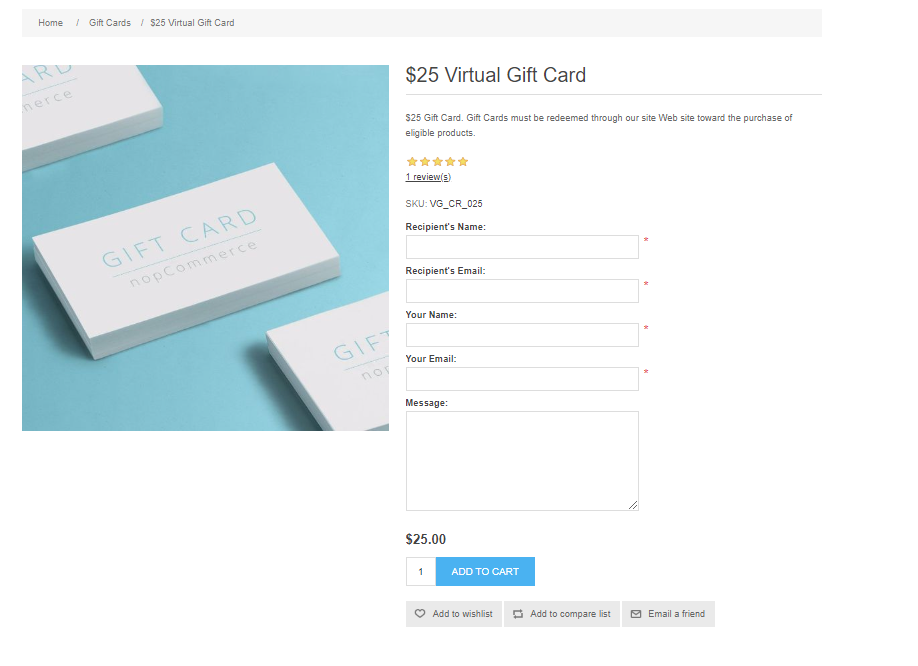 Home / Gift Cards / $25 Virtual Gift Card
ARD
merce
GIFT CARD
nopCommerce
GIFT
nop
$25 Virtual Gift Card
$25 Gift Card. Gift Cards must be redeemed through our site Web site toward the purchase of
eligible products.
1 review(s)
SKU: VG_CR_025
Recipient's Name:
*
Recipient's Email:
*
Your Name:
*
Your Email:
*
Message:
$25.00
1 ADD TO CART
Add to wishlist Add to compare list Email a friend